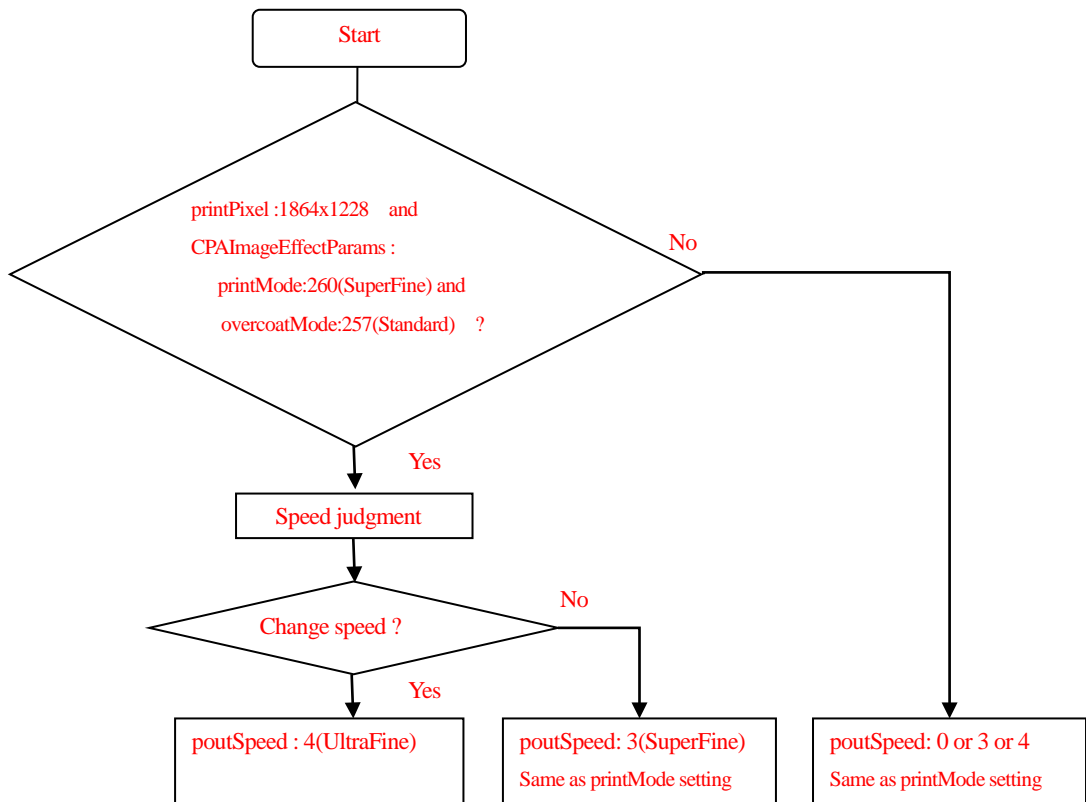 Start
printPixel :1864x1228 and
CPAImageEffectParams :
printMode:260(SuperFine) and
overcoatMode:257(Standard) ?
No
Yes
Speed judgment
Change speed ?
No
Yes
poutSpeed : 4(UltraFine)
poutSpeed: 3(SuperFine)
Same as printMode setting
poutSpeed: 0 or 3 or 4
Same as printMode setting